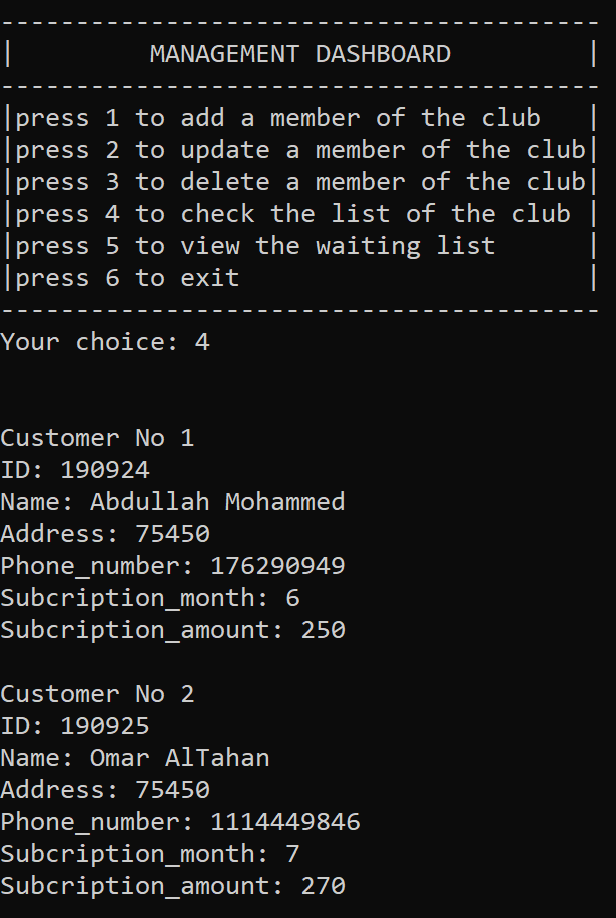 ----------------------------------------
|         MANAGEMENT DASHBOARD         |
----------------------------------------
|press 1 to add a member of the club   |
|press 2 to update a member of the club|
|press 3 to delete a member of the club|
|press 4 to check the list of the club |
|press 5 to view the waiting list      |
|press 6 to exit                       |
----------------------------------------
Your choice: 4
Customer No 1
ID: 190924
Name: Abdullah Mohammed
Address: 75450
Phone_number: 176290949
Subcription_month: 6
Subcription_amount: 250
Customer No 2
ID: 190925
Name: Omar AlTahan
Address: 75450
Phone_number: 1114449846
Subcription_month: 7
Subcription_amount: 270